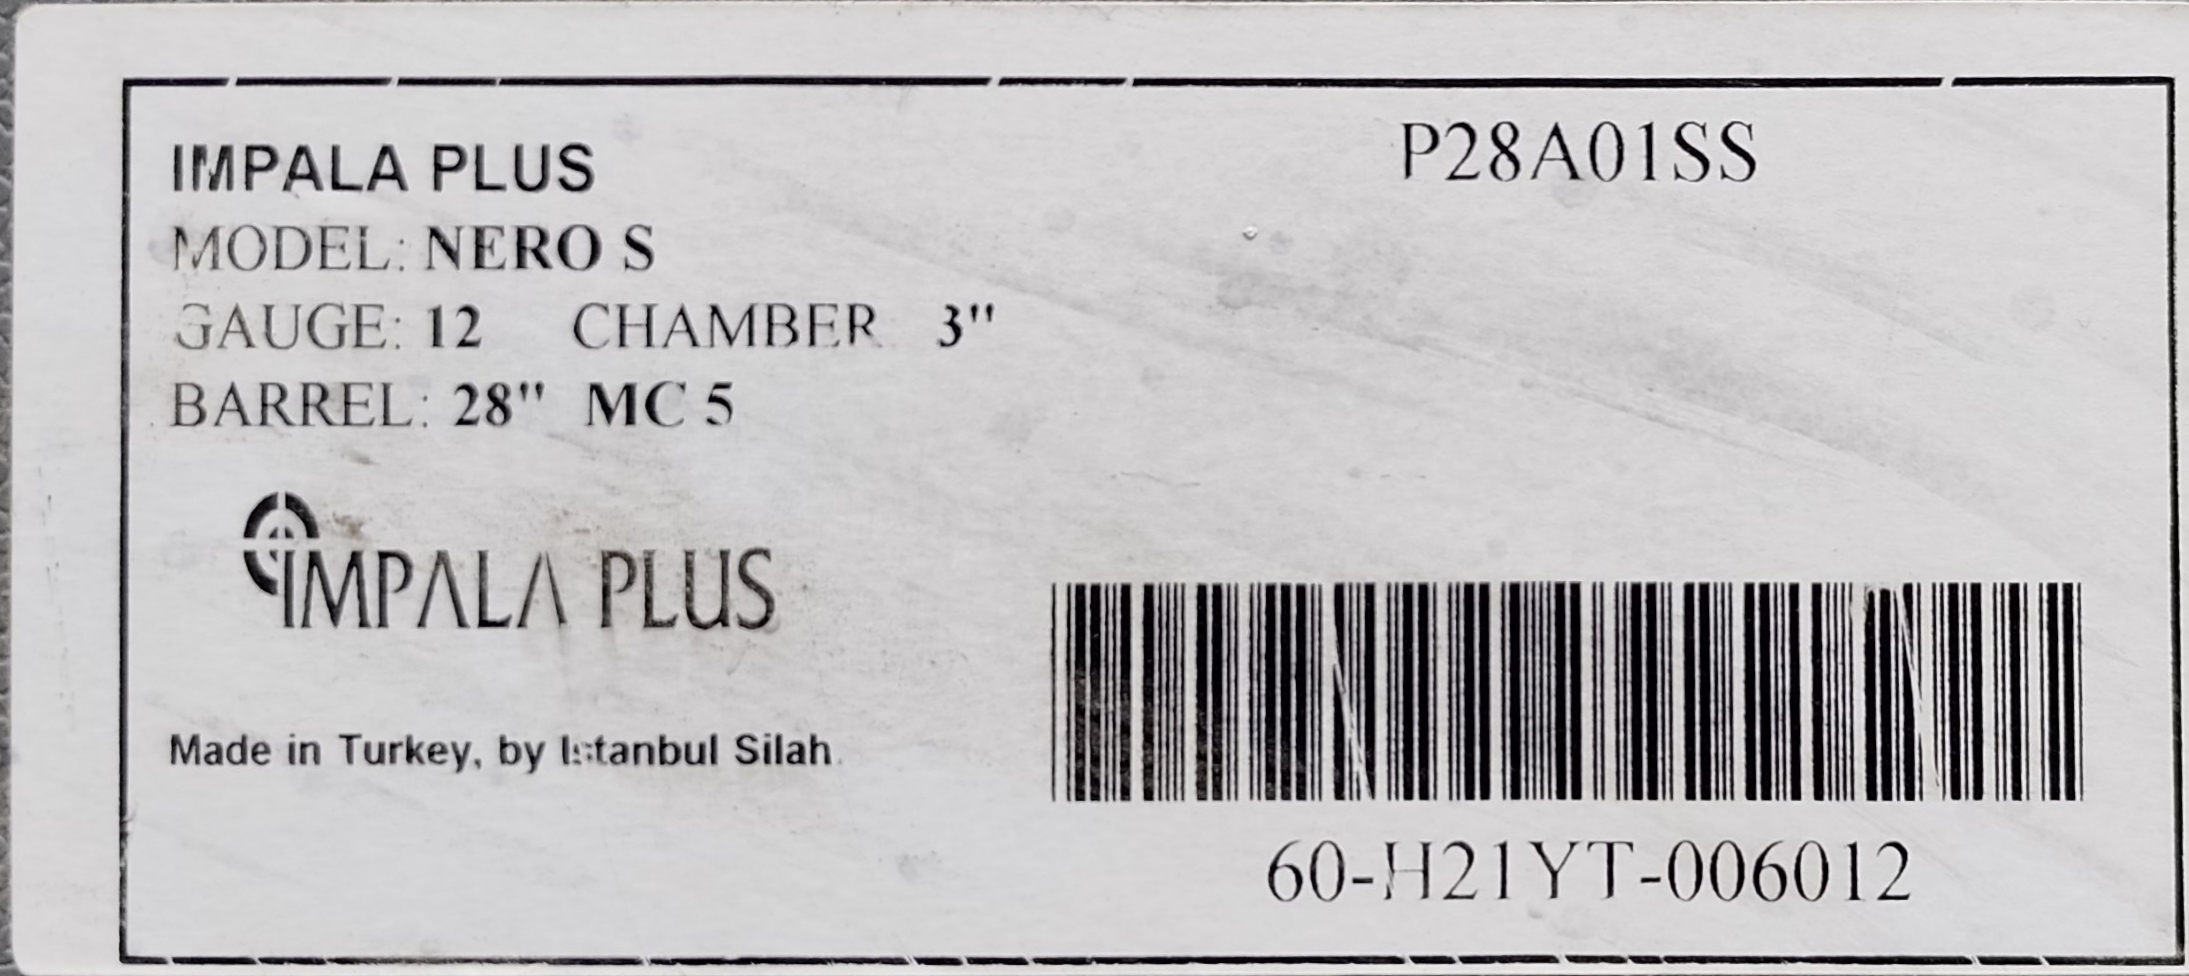 IMPALA PLUS
P28A01SS
MODEL: NERO S
GAUGE: 12 CHAMBER 3"
BARREL: 28" MC 5
IMPALA PLUS
Made in Turkey, by Istanbul Silah.
60-H21YT-006012